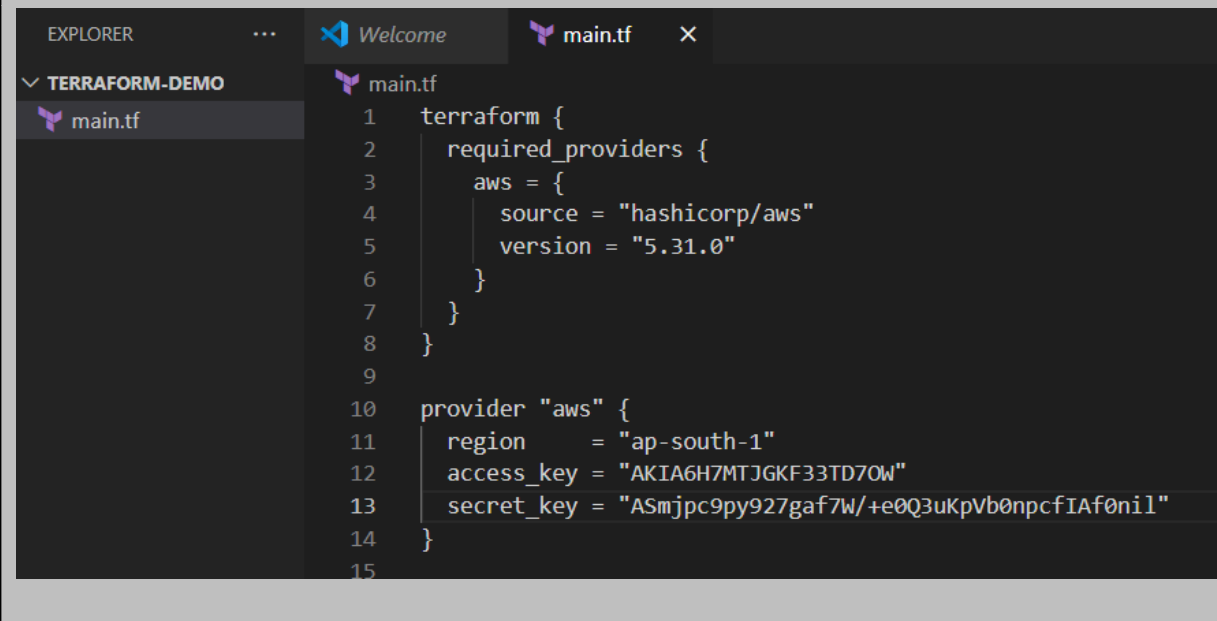 EXPLORER ...
Welcome
main.tf
TERRAFORM-DEMO
main.tf
main.tf
1 terraform {
2 required_providers {
3 aws = {
4 source = "hashicorp/aws"
5 version = "5.31.0"
6 }
7 }
8 }
9
10 provider "aws" {
11 region = "ap-south-1"
12 access_key = "AKIA6H7MTJGKF33TD7OW"
13 secret_key = "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"
14 }
15